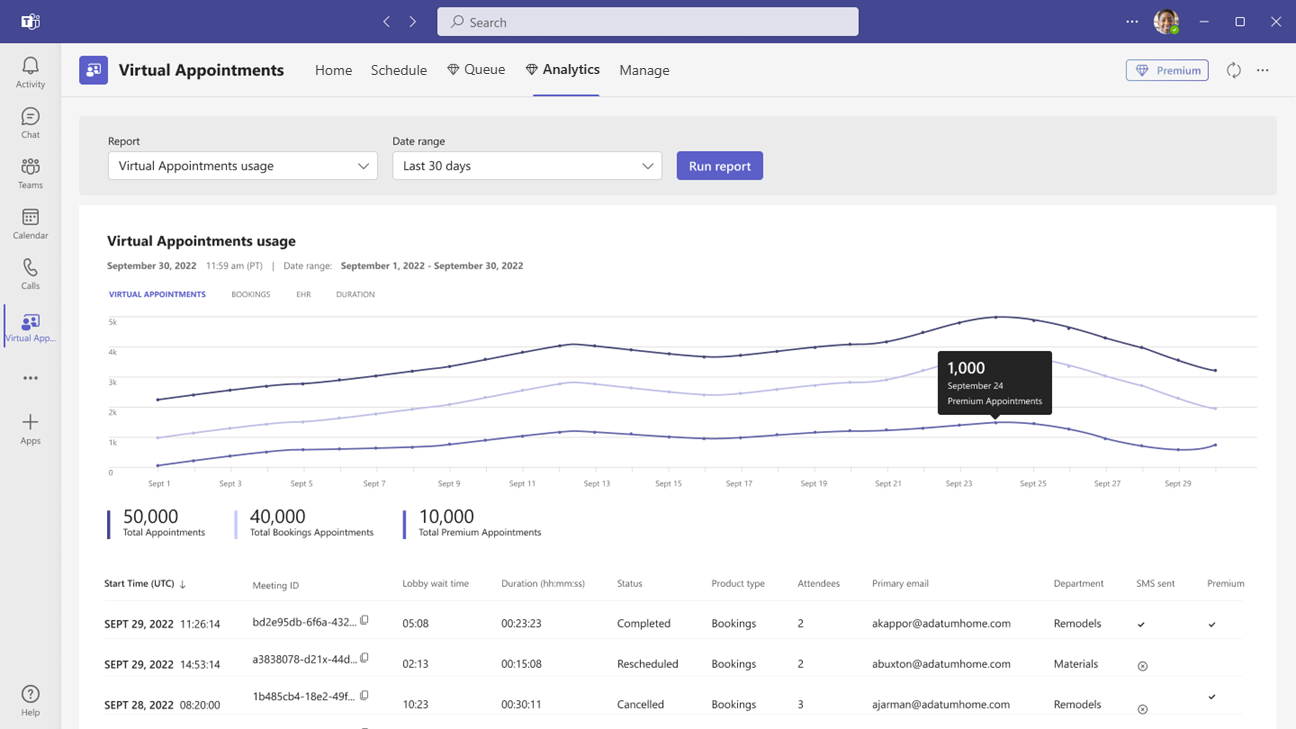 Search
Virtual Appointments
Home
Schedule
Queue
Analytics
Manage
Premium
Activity
Chat
Teams
Calendar
Calls
Virtual App...
Apps
Help
Report
Date range
Virtual Appointments usage
Last 30 days
Run report
Virtual Appointments usage
September 30, 2022 11:59 am (PT) | Date range: September 1, 2022 - September 30, 2022
VIRTUAL APPOINTMENTS BOOKINGS EHR DURATION
5k
4k
3k
2k
1k
0
1,000
September 24
Premium Appointments
Sept 1 Sept 3 Sept 5 Sept 7 Sept 9 Sept 11 Sept 13 Sept 15 Sept 17 Sept 19 Sept 21 Sept 23 Sept 25 Sept 27 Sept 29
50,000
Total Appointments
40,000
Total Bookings Appointments
10,000
Total Premium Appointments
Start Time (UTC) Meeting ID Lobby wait time Duration (hh:mm:ss) Status Product type Attendees Primary email Department SMS sent Premium
SEPT 29, 2022 11:26:14 bd2e95db-6f6a-432... 05:08 00:23:23 Completed Bookings 2 akappor@adatumhome.com Remodels
SEPT 29, 2022 14:53:14 a3838078-d21x-44d... 02:13 00:15:08 Rescheduled Bookings 2 abuxton@adatumhome.com Materials
SEPT 28, 2022 08:20:00 1b485cb4-18e2-49f... 10:23 00:30:11 Cancelled Bookings 3 ajarman@adatumhome.com Remodels